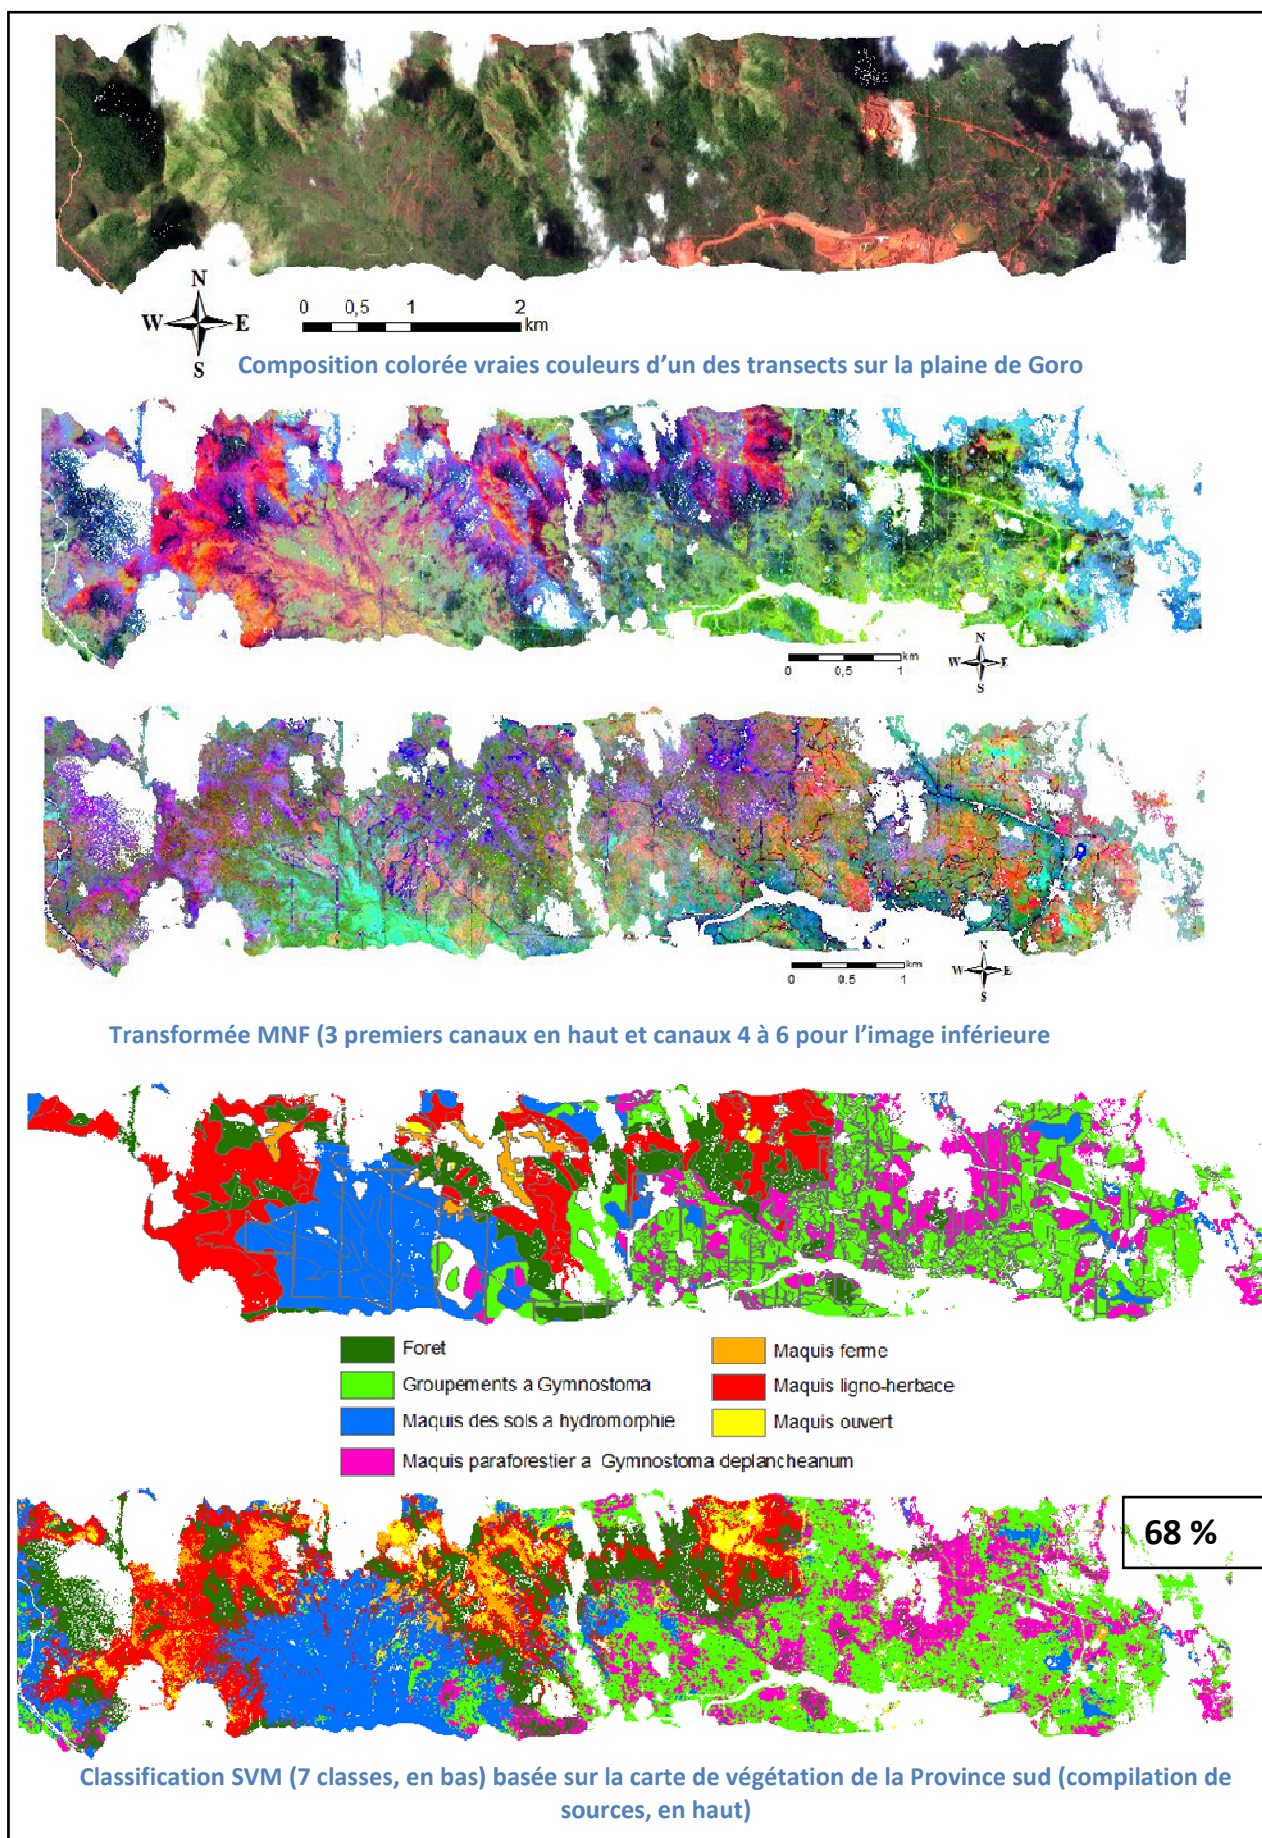 N
W E
S
0 0,5 1 2
km
Composition colorée vraies couleurs d'un des transects sur la plaine de Goro
km
0 0,5 1
N
W E
S
km
0 0.5 1
N
W E
S
Transformée MNF (3 premiers canaux en haut et canaux 4 à 6 pour l'image inférieure
Foret
Groupements a Gymnostoma
Maquis des sols a hydromorphie
Maquis paraforestier a Gymnostoma deplancheanum
Maquis ferme
Maquis ligno-herbace
Maquis ouvert
68 %
Classification SVM (7 classes, en bas) basée sur la carte de végétation de la Province sud (compilation de
sources, en haut)